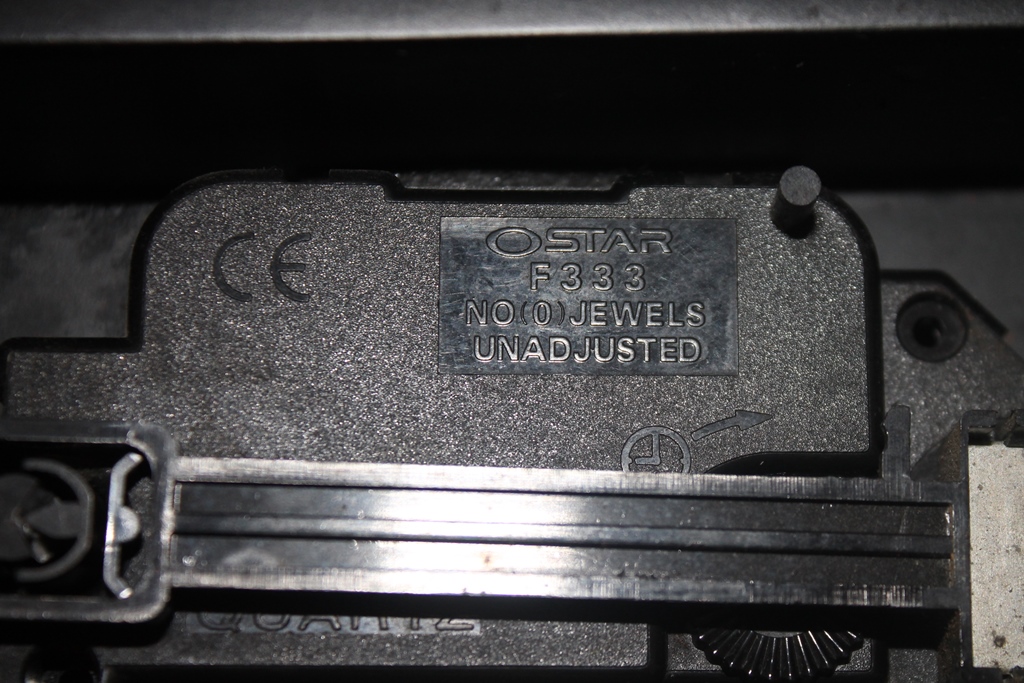 CE
OSTAR
F333
NO(0)JEWELS
UNADJUSTED
QUARTZ